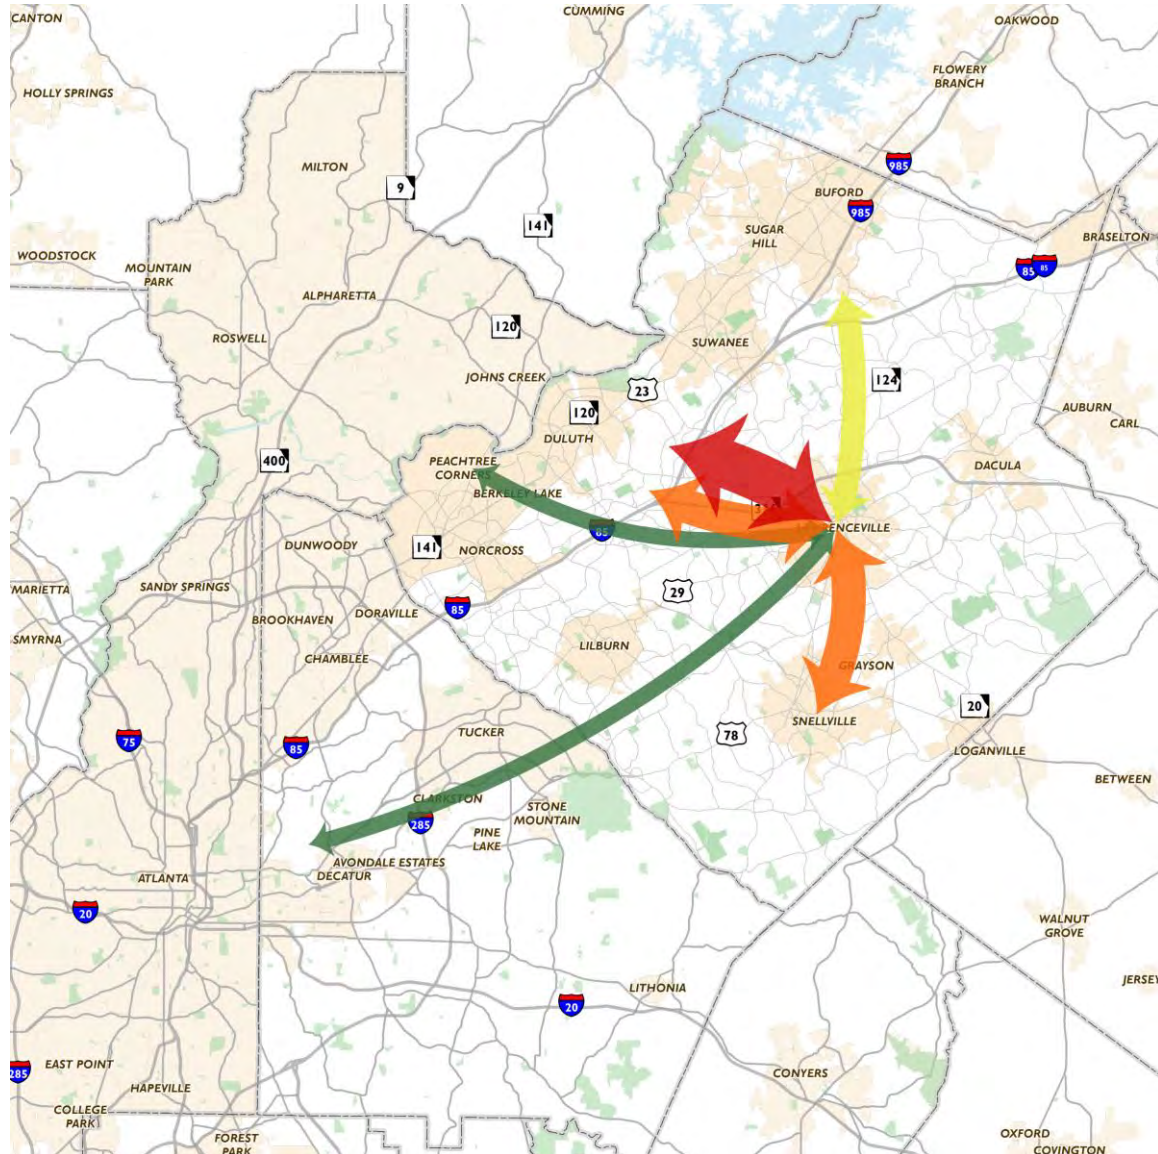 CANTON
CUMMING
OAKWOOD
HOLLY SPRINGS
FLOWERY
BRANCH
MILTON
9
985
BUFORD
985
141
SUGAR
HILL
WOODSTOCK
MOUNTAIN
PARK
BRASELTON
85
85
ALPHARETTA
120
ROSWELL
SUWANEE
JOHNS CREEK
23
124
120
AUBURN
CARL
DULUTH
400
PEACHTREE
CORNERS
BERKELEY LAKE
DACULA
85
ENCEVILLE
DUNWOODY
141
NORCROSS
MARIETTA
SANDY SPRINGS
29
85
BROOKHAVEN
DORAVILLE
SMYRNA
CHAMBLEE
LILBURN
GRAYSON
20
SNELLVILLE
75
85
TUCKER
78
LOGANVILLE
BETWEEN
CLARKSTON
285
STONE
MOUNTAIN
PINE
LAKE
AVONDALE ESTATES
DECATUR
ATLANTA
20
WALNUT
GROVE
LITHONIA
JERSEY
20
EAST POINT
285
CONYERS
HAPEVILLE
COLLEGE
PARK
FOREST
PARK
OXFORD
COVINGTON